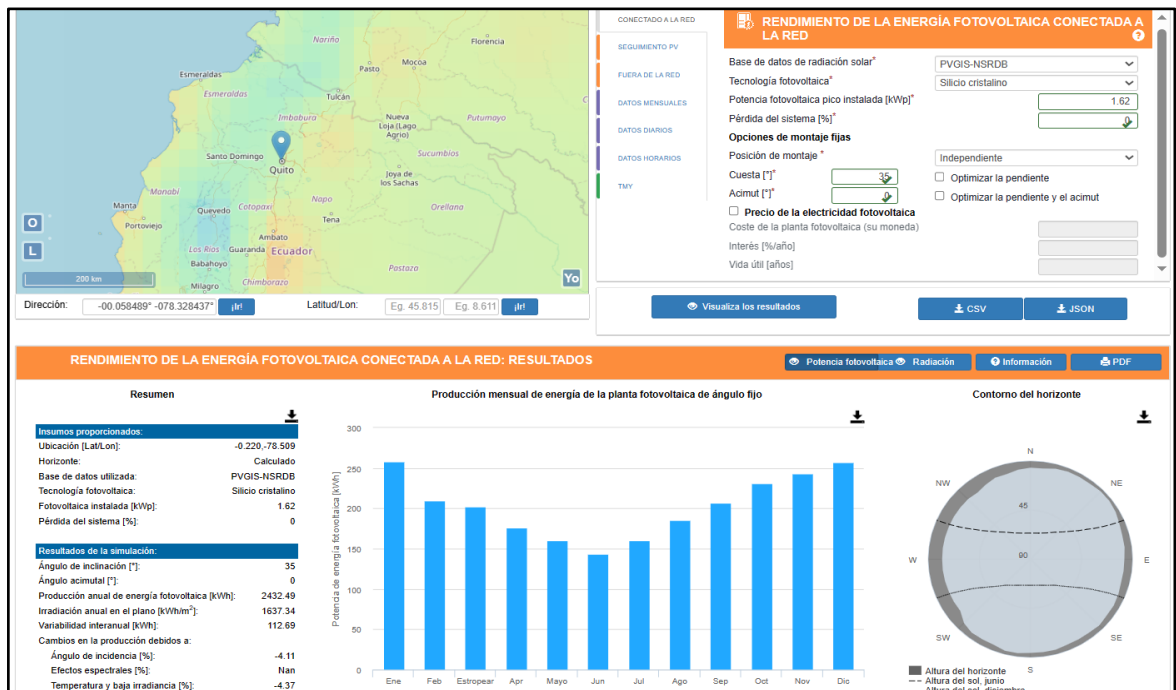 Nariño
Florencia
Mocoa
Pasto
Esmeraldas
Esmeraldas
Tulcán
Imbabura
Nueva
Loja (Lago
Agrio)
Putumayo
Santo Domingo
Quito
Sucumbíos
Joya de
los Sachas
Manabí
Napo
Orellana
Manta
Quevedo
Cotopaxi
Tena
Portoviejo
Ambato
Los Ríos
Guaranda
Ecuador
Babahoyo
Pastaza
Milagro
Chimborazo
O
L
200 km
Yo
Dirección:
-00.058489° -078.328437°
¡Ir!
Latitud/Lon:
Eg. 45.815
Eg. 8.611
¡Ir!
CONECTADO A LA RED
SEGUIMIENTO PV
FUERA DE LA RED
DATOS MENSUALES
DATOS DIARIOS
DATOS HORARIOS
TMY
RENDIMIENTO DE LA ENERGÍA FOTOVOLTAICA CONECTADA A
LA RED
?
Base de datos de radiación solar* PVGIS-NSRDB
Tecnología fotovoltaica* Silicio cristalino
Potencia fotovoltaica pico instalada [kWp]* 1.62
Pérdida del sistema [%]* 0
Opciones de montaje fijas
Posición de montaje * Independiente
Cuesta [°]* 35 Optimizar la pendiente
Acimut [°]* 0 Optimizar la pendiente y el acimut
Precio de la electricidad fotovoltaica
Coste de la planta fotovoltaica (su moneda)
Interés [%/año]
Vida útil [años]
Visualiza los resultados
CSV
JSON
RENDIMIENTO DE LA ENERGÍA FOTOVOLTAICA CONECTADA A LA RED: RESULTADOS
Potencia fotovoltaica
Radiación
Información
PDF
Resumen
Insumos proporcionados:
Ubicación [Lat/Lon]: -0.220,-78.509
Horizonte: Calculado
Base de datos utilizada: PVGIS-NSRDB
Tecnología fotovoltaica: Silicio cristalino
Fotovoltaica instalada [kWp]: 1.62
Pérdida del sistema [%]: 0
Resultados de la simulación:
Ángulo de inclinación [°]: 35
Ángulo acimutal [°]: 0
Producción anual de energía fotovoltaica [kWh]: 2432.49
Irradiación anual en el plano [kWh/m²]: 1637.34
Variabilidad interanual [kWh]: 112.69
Cambios en la producción debidos a:
Ángulo de incidencia [%]: -4.11
Efectos espectrales [%]: Nan
Temperatura y baja irradiancia [%]: -4.37
Producción mensual de energía de la planta fotovoltaica de ángulo fijo
Potencia de energía fotovoltaica [kWh]
300
250
200
150
100
50
0
Ene Feb Estropear Apr Mayo Jun Jul Ago Sep Oct Nov Dic
Contorno del horizonte
N
NW
NE
45
W
90
E
SW
SE
S
Altura del horizonte
Altura del sol, junio
Altura del sol, diciembre